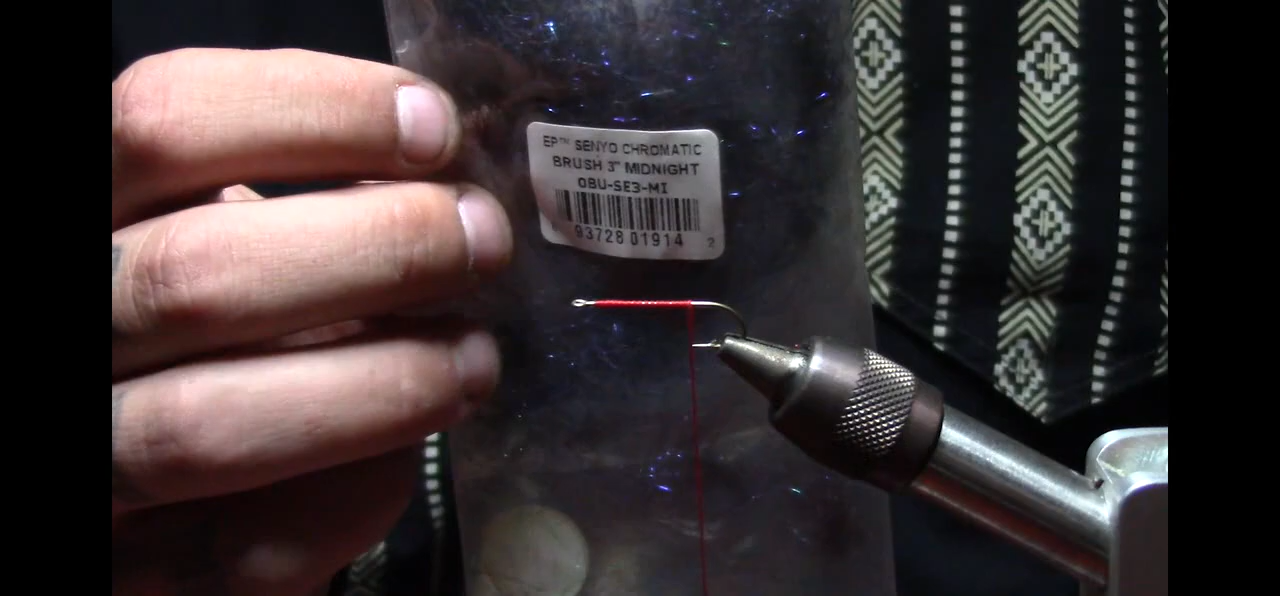 EP™ SENYO CHROMATIC
BRUSH 3" MIDNIGHT
OBU-SE3-MI
93728 01914 2